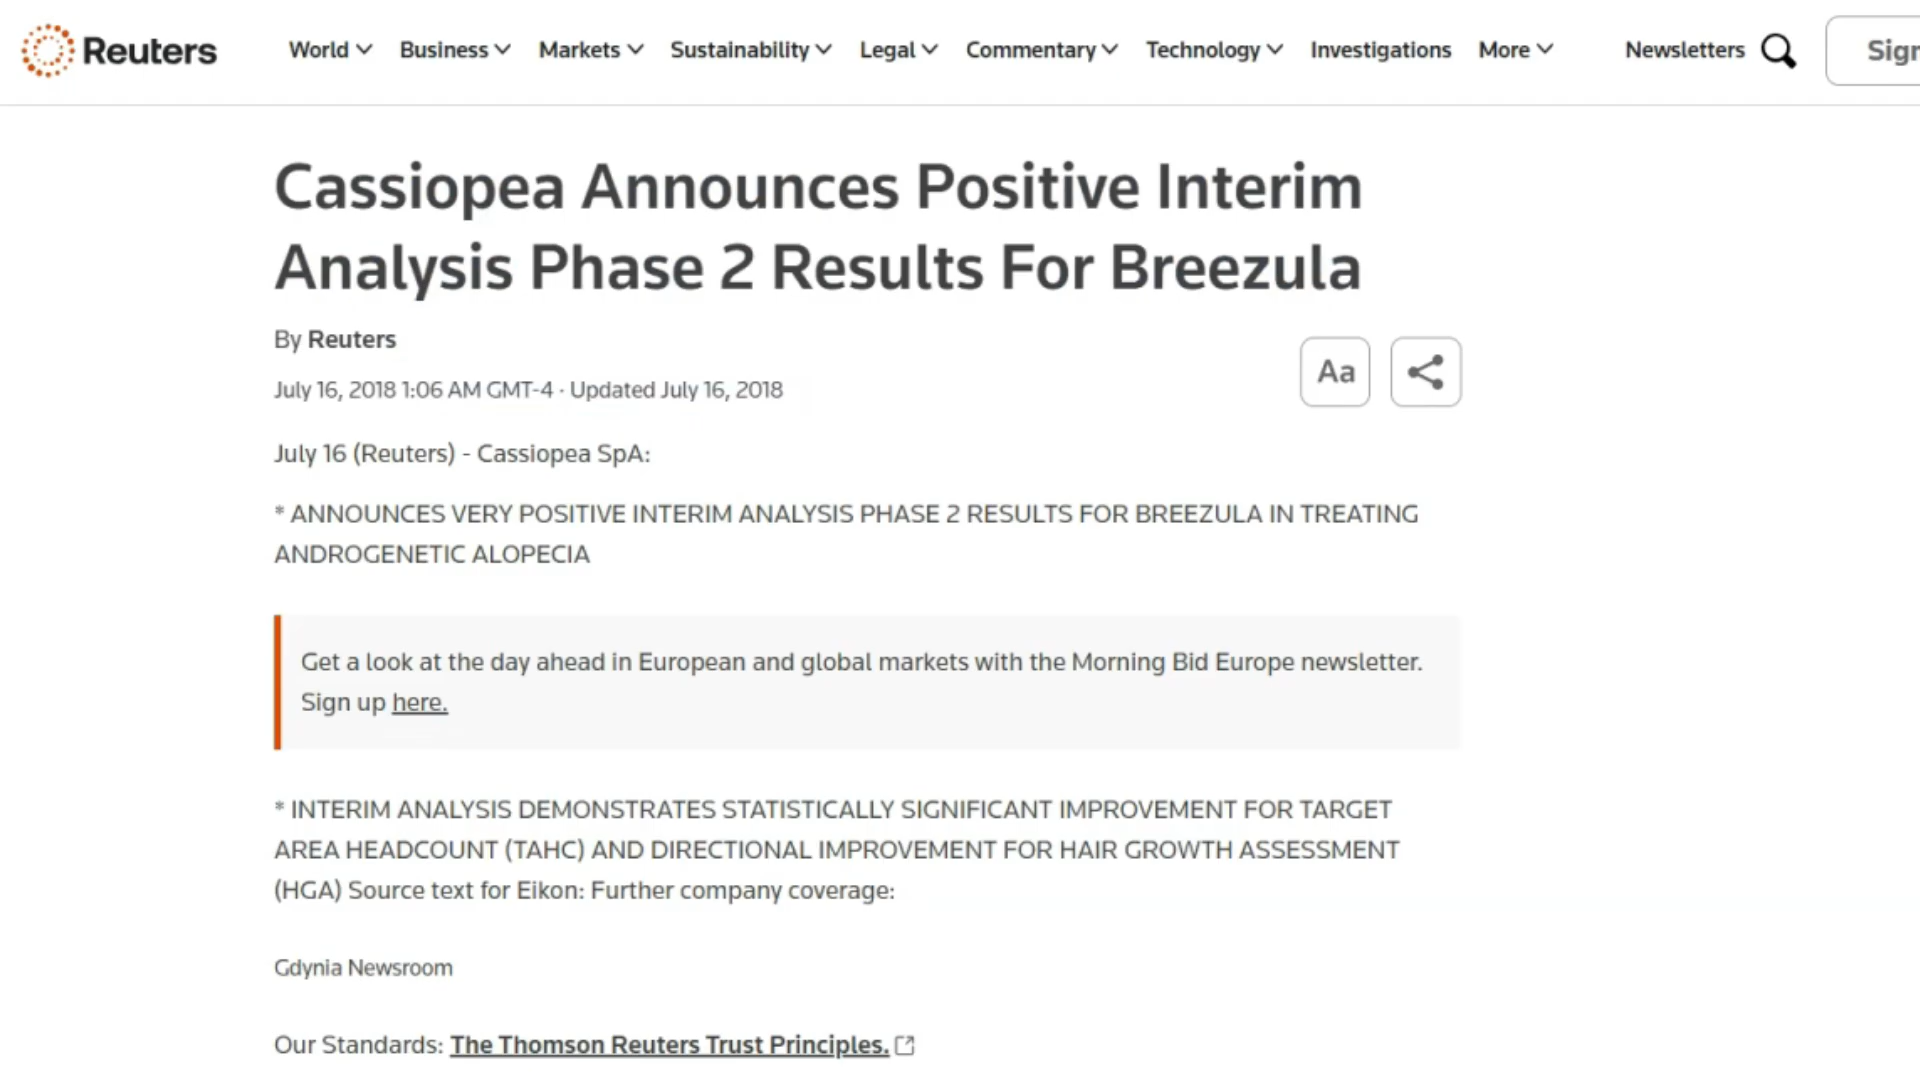 Reuters World Business Markets Sustainability Legal Commentary Technology Investigations More Newsletters
Cassiopea Announces Positive Interim
Analysis Phase 2 Results For Breezula
By Reuters
Aa
July 16, 2018 1:06 AM GMT-4 · Updated July 16, 2018
July 16 (Reuters) - Cassiopea SpA:
* ANNOUNCES VERY POSITIVE INTERIM ANALYSIS PHASE 2 RESULTS FOR BREEZULA IN TREATING
ANDROGENETIC ALOPECIA
Get a look at the day ahead in European and global markets with the Morning Bid Europe newsletter.
Sign up here.
* INTERIM ANALYSIS DEMONSTRATES STATISTICALLY SIGNIFICANT IMPROVEMENT FOR TARGET
AREA HEADCOUNT (TAHC) AND DIRECTIONAL IMPROVEMENT FOR HAIR GROWTH ASSESSMENT
(HGA) Source text for Eikon: Further company coverage:
Gdynia Newsroom
Our Standards: The Thomson Reuters Trust Principles.